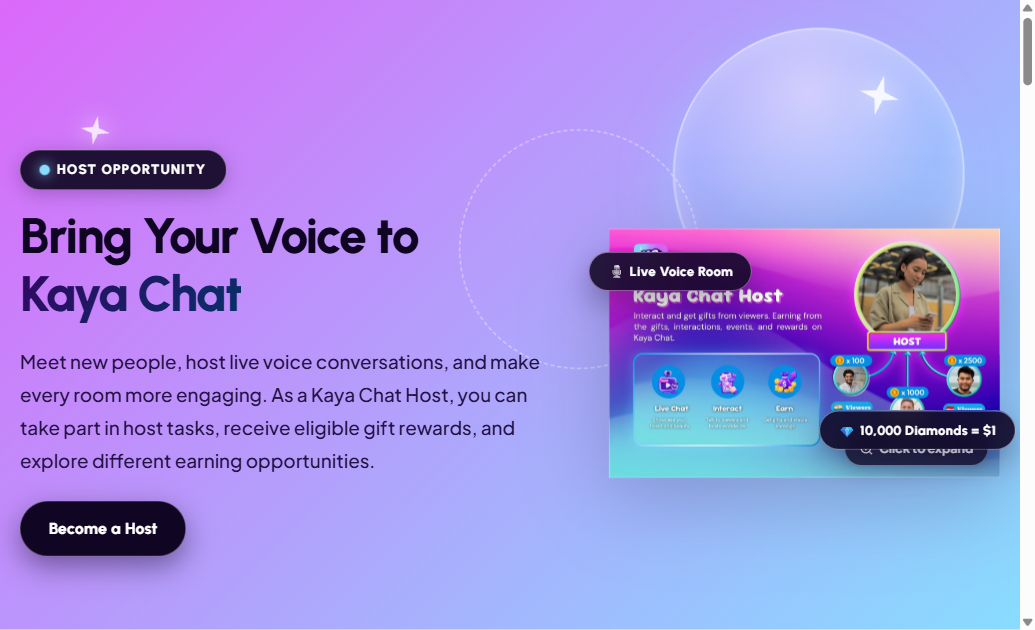 HOST OPPORTUNITY
Bring Your Voice to
Kaya Chat
Meet new people, host live voice conversations, and make
every room more engaging. As a Kaya Chat Host, you can
take part in host tasks, receive eligible gift rewards, and
explore different earning opportunities.
Become a Host
Live Voice Room
Kaya Chat Host
Interact and get gifts from viewers. Earning from
the gifts, interactions, events, and rewards on
Kaya Chat.
Live Chat
Interact
Earn
HOST
x 100
x 2500
x 1000
Viewers
10,000 Diamonds = $1
Click to expand